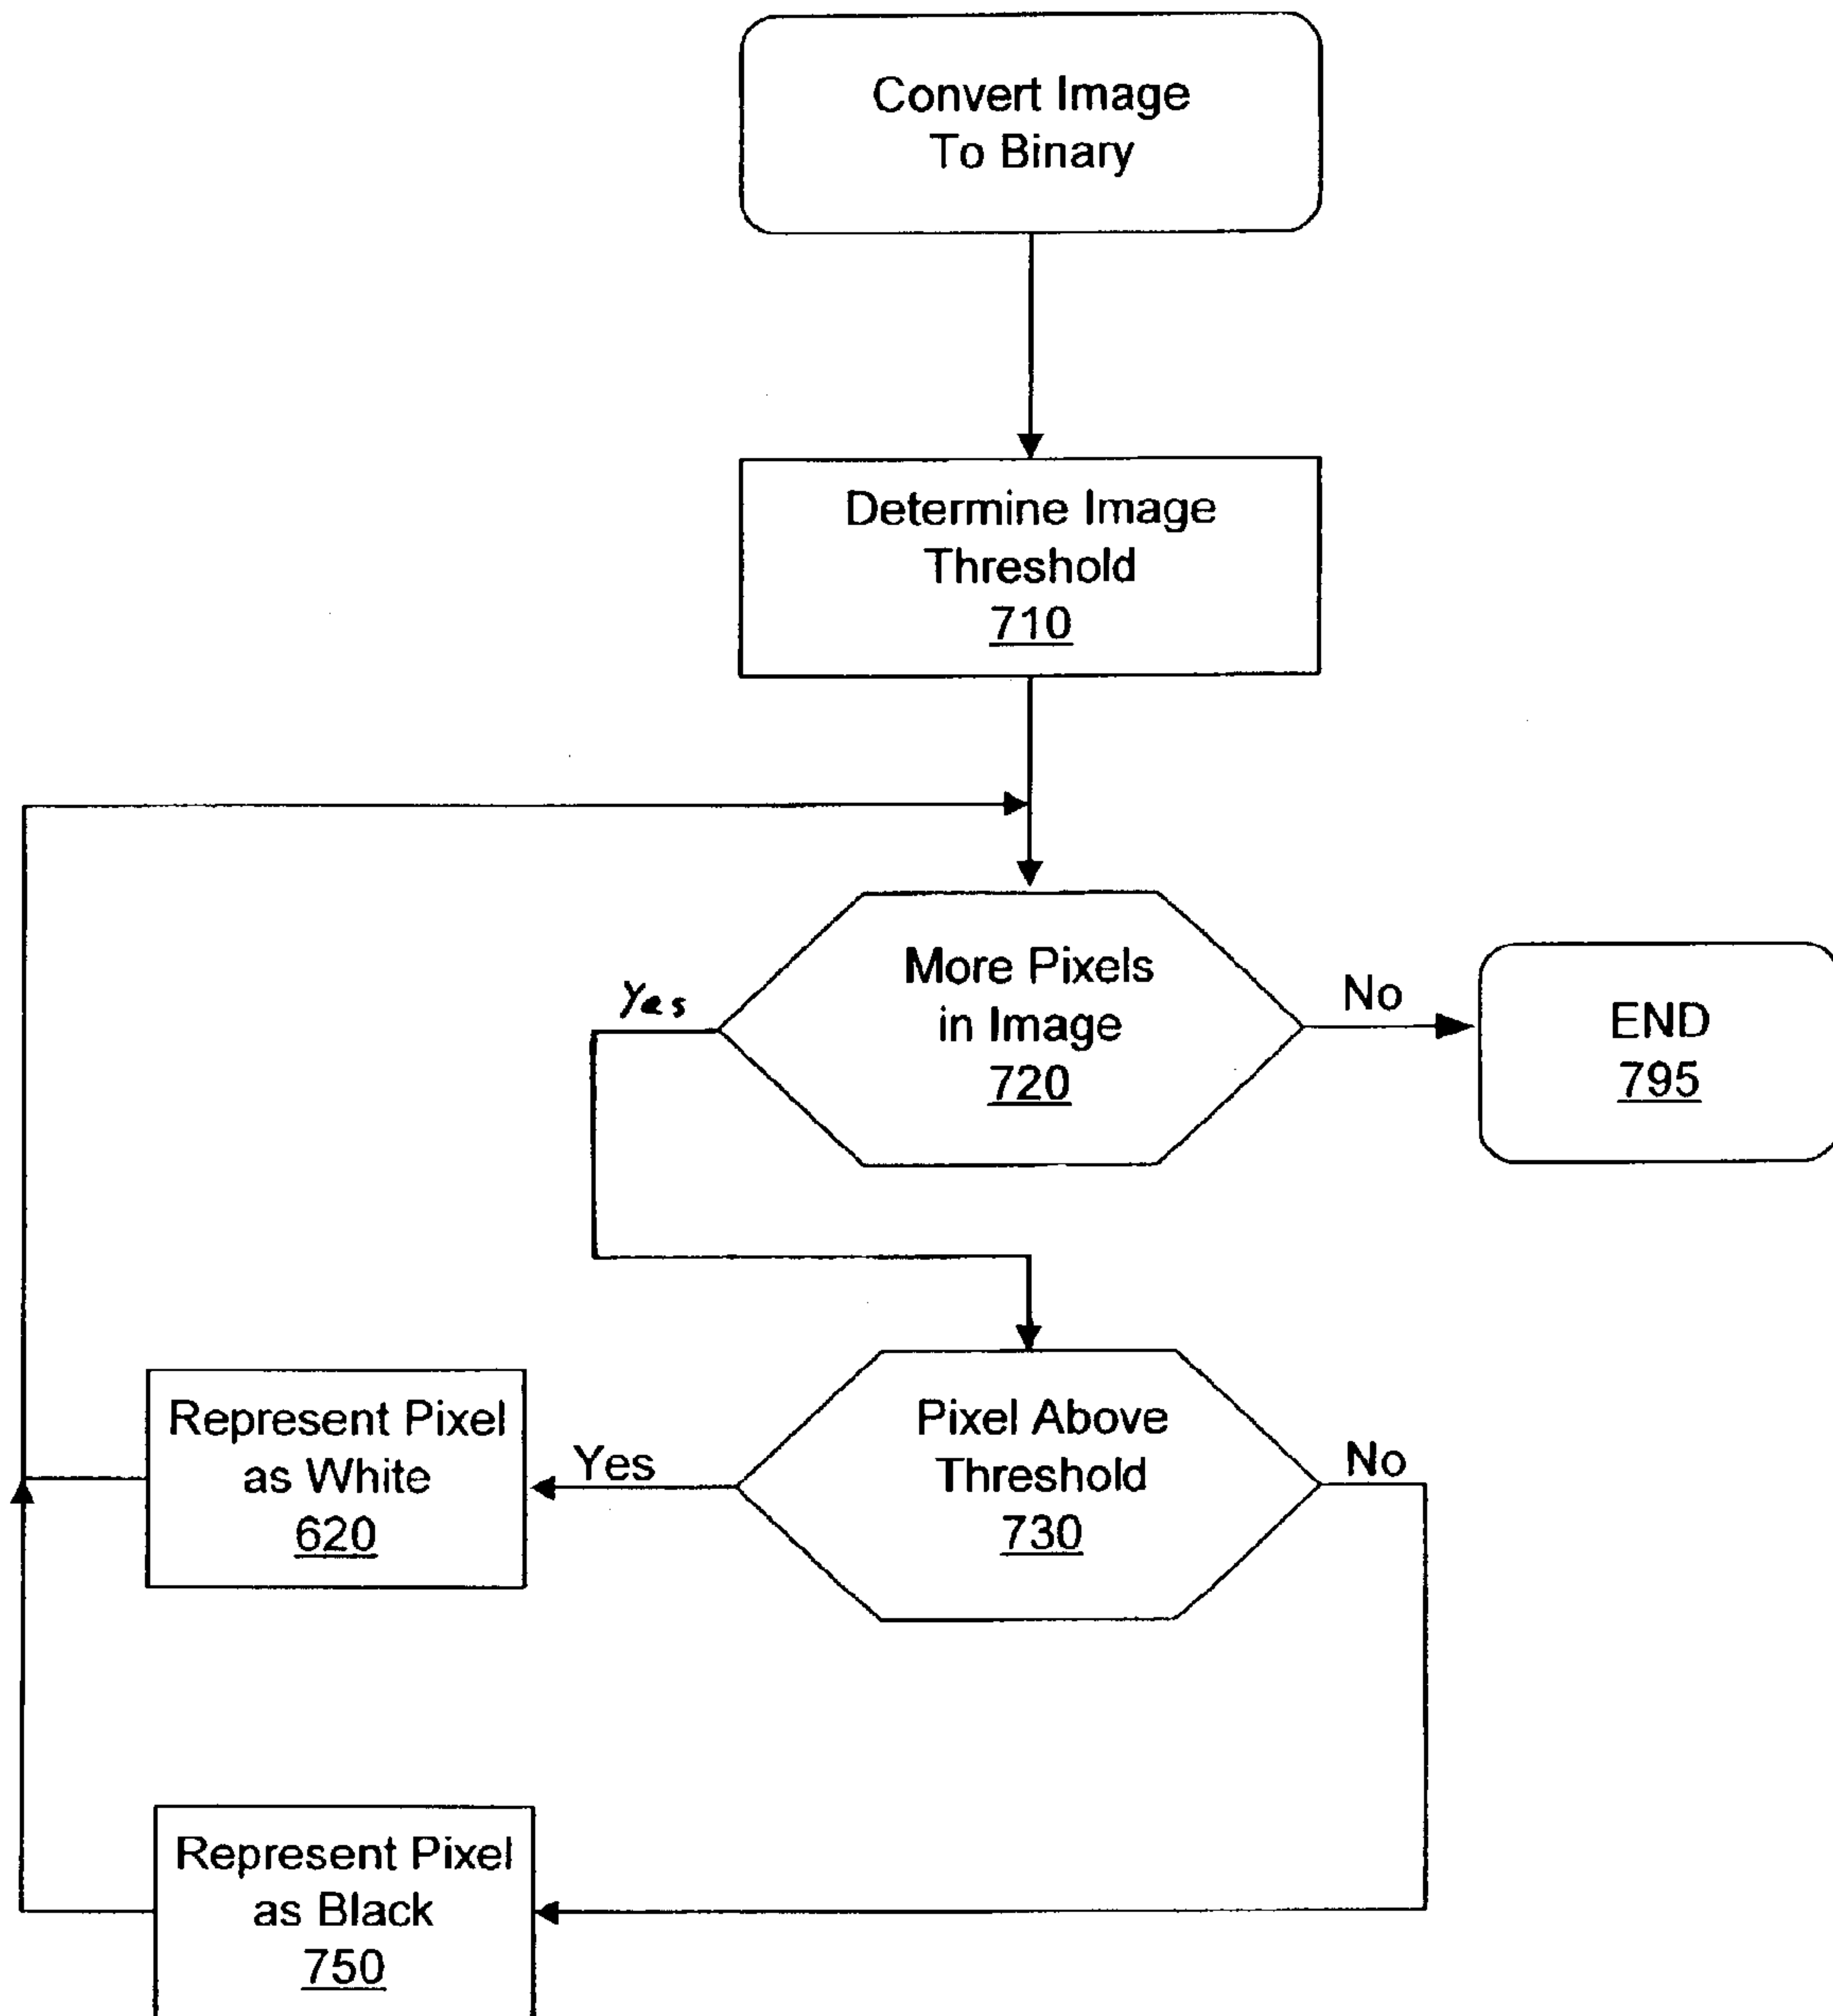 Convert Image
To Binary
Determine Image
Threshold
710
More Pixels
in Image
720
Yes
No
END
795
Pixel Above
Threshold
730
Yes
No
Represent Pixel
as White
620
Represent Pixel
as Black
750